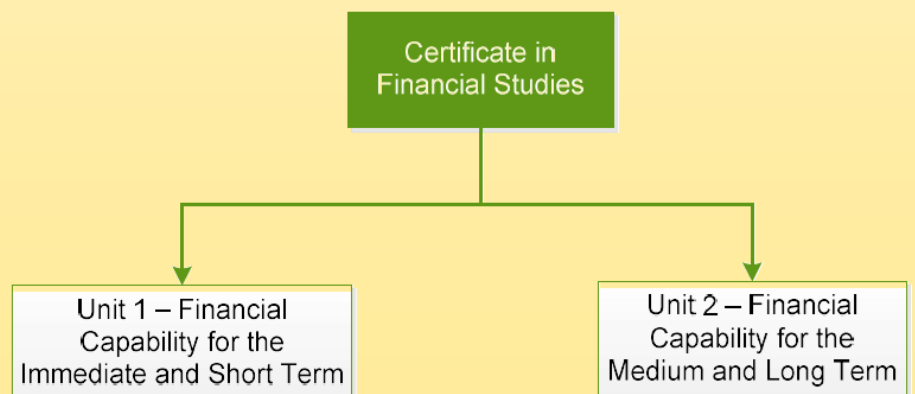 Certificate in
Financial Studies
Unit 1 – Financial
Capability for the
Immediate and Short Term
Unit 2 – Financial
Capability for the
Medium and Long Term